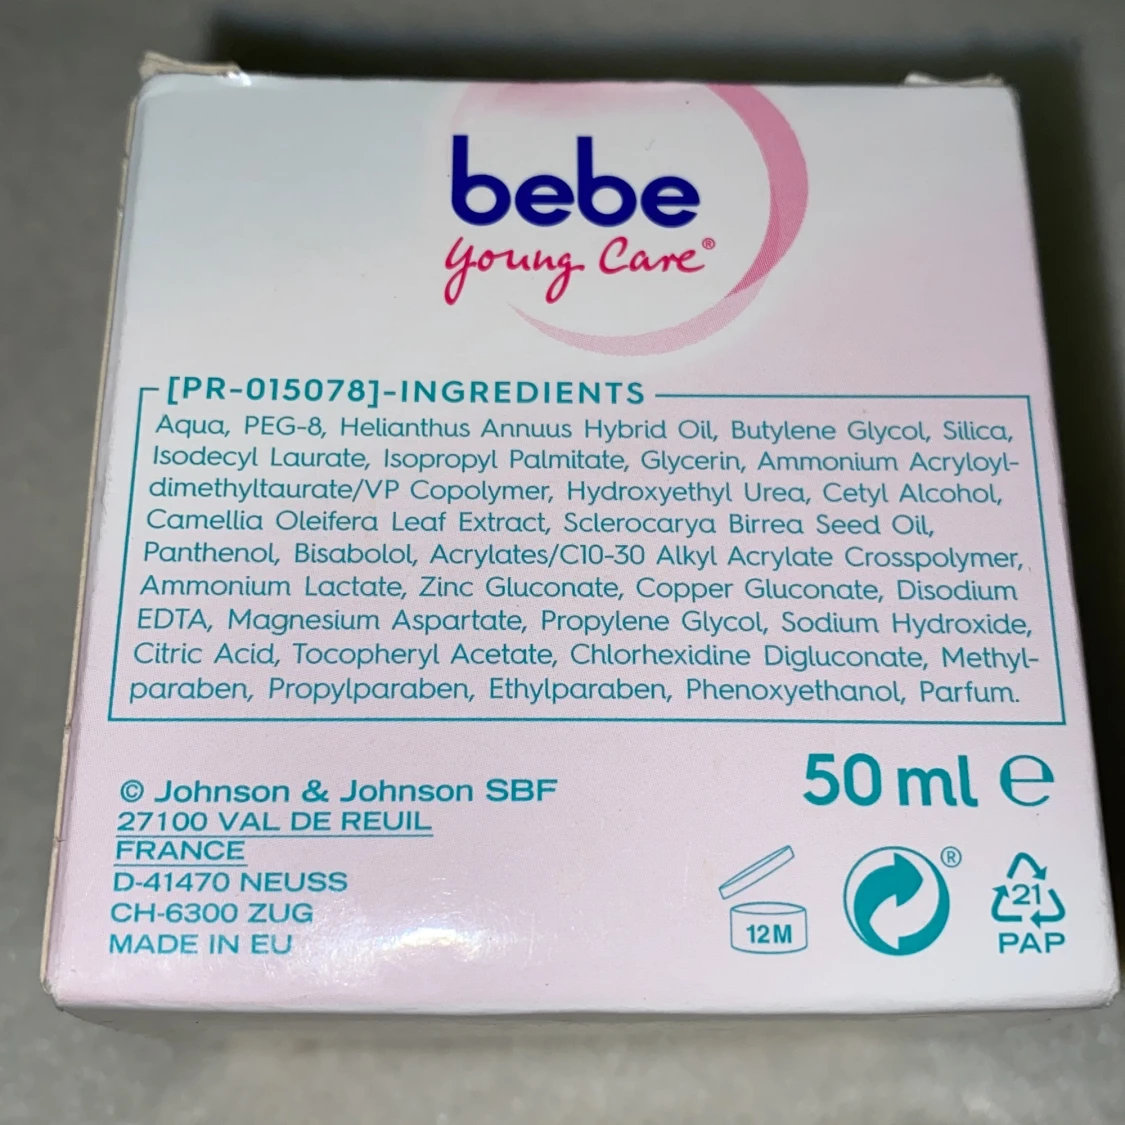 bebe
Young Care®
[PR-015078]-INGREDIENTS
Aqua, PEG-8, Helianthus Annuus Hybrid Oil, Butylene Glycol, Silica,
Isodecyl Laurate, Isopropyl Palmitate, Glycerin, Ammonium Acryloyl-
dimethyltaurate/VP Copolymer, Hydroxyethyl Urea, Cetyl Alcohol,
Camellia Oleifera Leaf Extract, Sclerocarya Birrea Seed Oil,
Panthenol, Bisabolol, Acrylates/C10-30 Alkyl Acrylate Crosspolymer,
Ammonium Lactate, Zinc Gluconate, Copper Gluconate, Disodium
EDTA, Magnesium Aspartate, Propylene Glycol, Sodium Hydroxide,
Citric Acid, Tocopheryl Acetate, Chlorhexidine Digluconate, Methyl-
paraben, Propylparaben, Ethylparaben, Phenoxyethanol, Parfum.
50 ml e
© Johnson & Johnson SBF
27100 VAL DE REUIL
FRANCE
D-41470 NEUSS
CH-6300 ZUG
MADE IN EU
12M
®
21
PAP